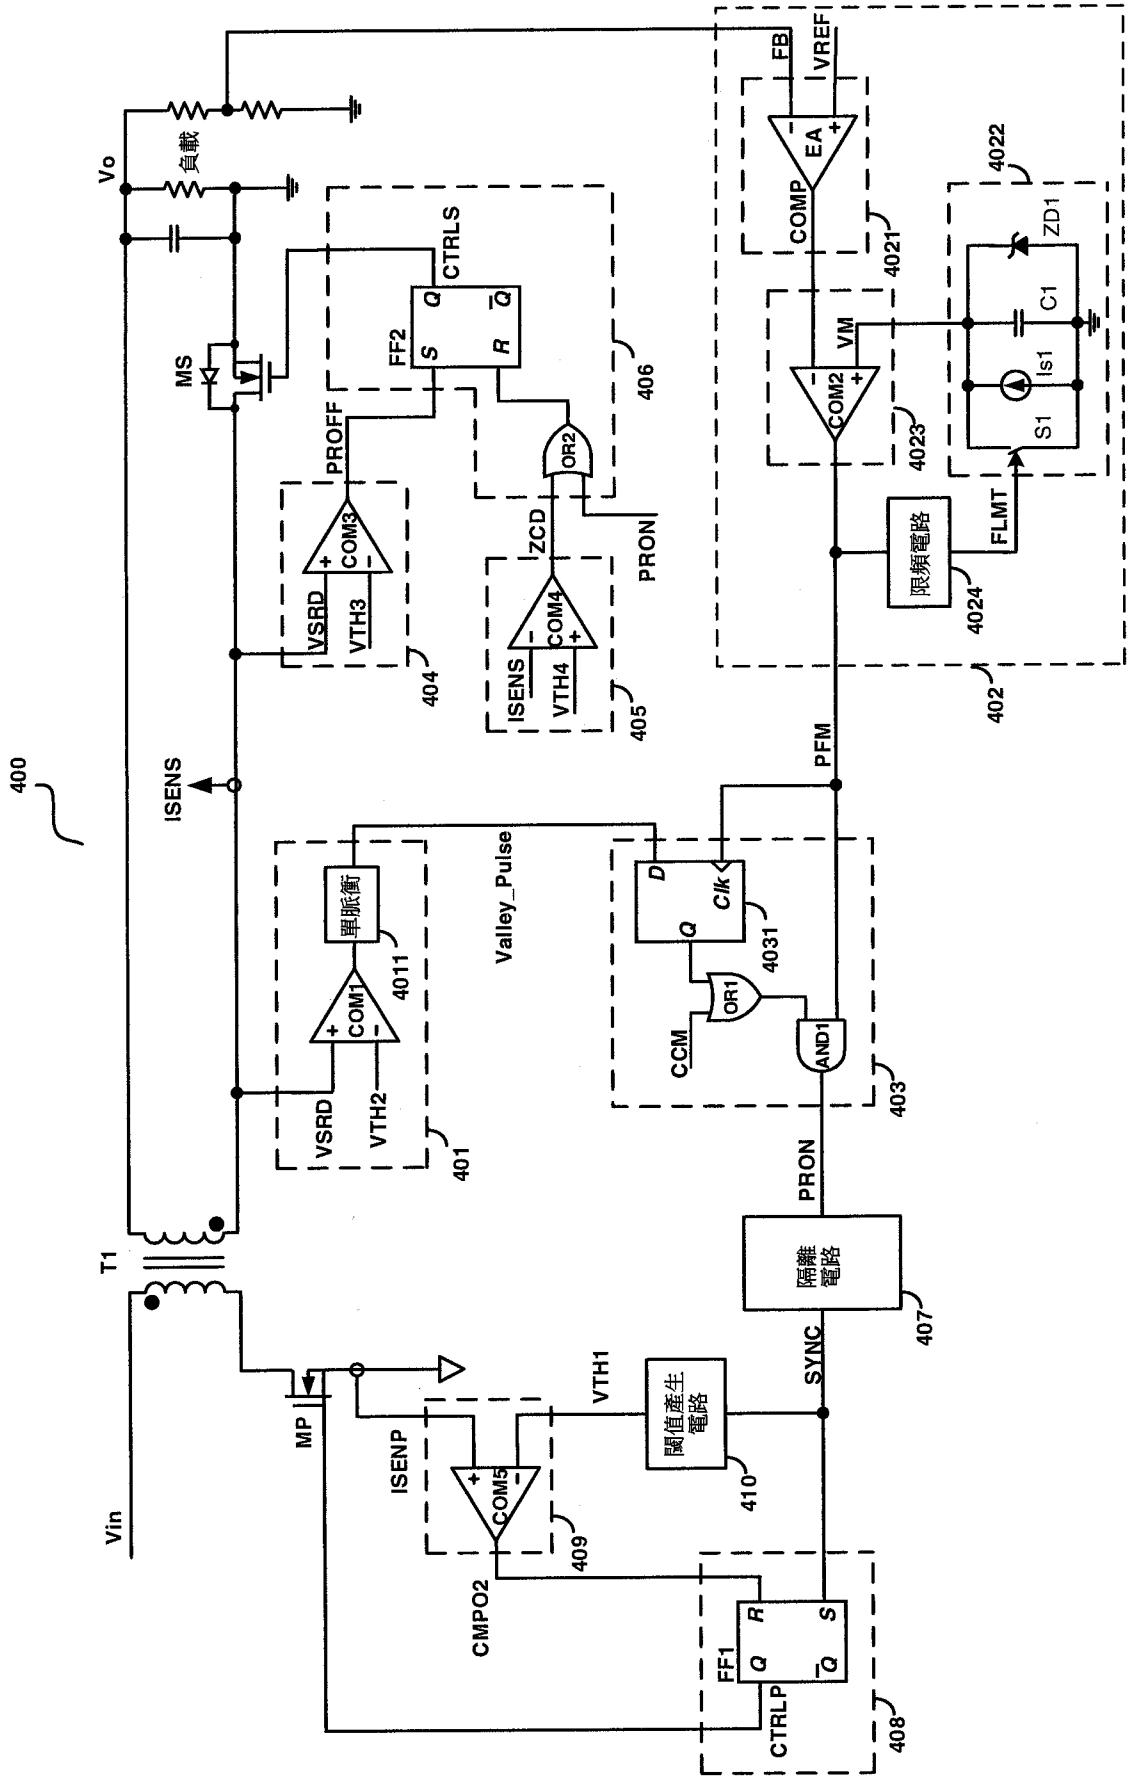 400
Vin
T1
Vo
ISENS
MS
負載
MP
VSRD
+
COM1
−
VTH2
401
單脈衝
4011
VSRD
+
COM3
−
VTH3
404
PROFF
ISENP
+
COM5
−
409
CMPO2
VTH1
Valley_Pulse
FF2
S
Q
R
Q
CTRLS
406
ISENS
−
COM4
+
VTH4
405
ZCD
OR2
PRON
閾值產生
電路
410
D
Q
Clk
4031
CCM
OR1
AND1
403
FF1
Q
R
Q
S
CTRLP
408
SYNC
隔離
電路
407
PRON
PFM
402
−
COM2
+
4023
VM
COMP
−
EA
+
4021
FB
VREF
限頻電路
4024
FLMT
S1
Is1
C1
ZD1
4022